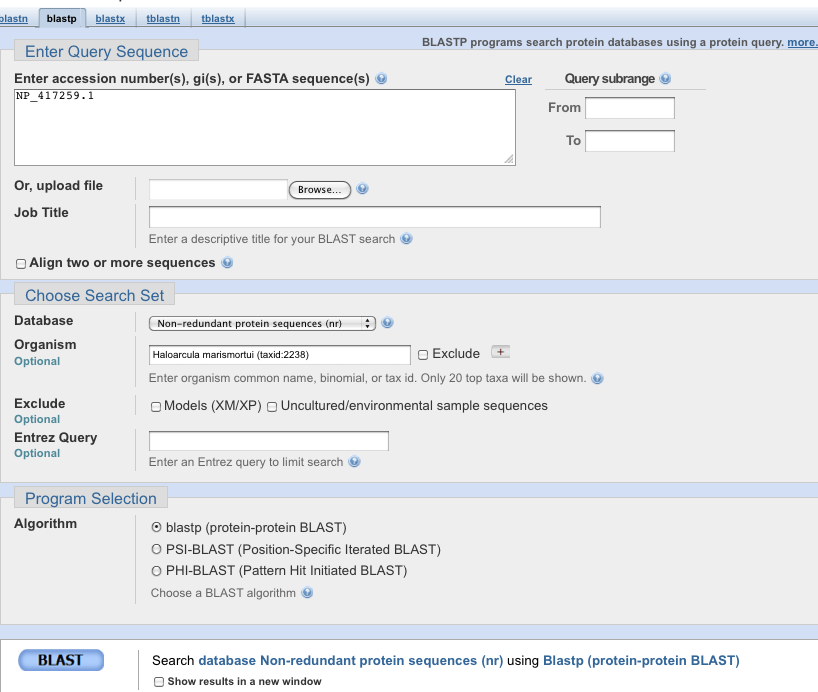 blastn blastp blastx tblastn tblastx
BLASTP programs search protein databases using a protein query. more.
Enter Query Sequence
Enter accession number(s), gi(s), or FASTA sequence(s) Clear Query subrange
NP_417259.1
From
To
Or, upload file Browse...
Job Title
Enter a descriptive title for your BLAST search
Align two or more sequences
Choose Search Set
Database Non-redundant protein sequences (nr)
Organism
Optional
Haloarcula marismortui (taxid:2238) Exclude +
Enter organism common name, binomial, or tax id. Only 20 top taxa will be shown.
Exclude
Optional
Models (XM/XP) Uncultured/environmental sample sequences
Entrez Query
Optional
Enter an Entrez query to limit search
Program Selection
Algorithm
blastp (protein-protein BLAST)
PSI-BLAST (Position-Specific Iterated BLAST)
PHI-BLAST (Pattern Hit Initiated BLAST)
Choose a BLAST algorithm
BLAST
Search database Non-redundant protein sequences (nr) using Blastp (protein-protein BLAST)
Show results in a new window